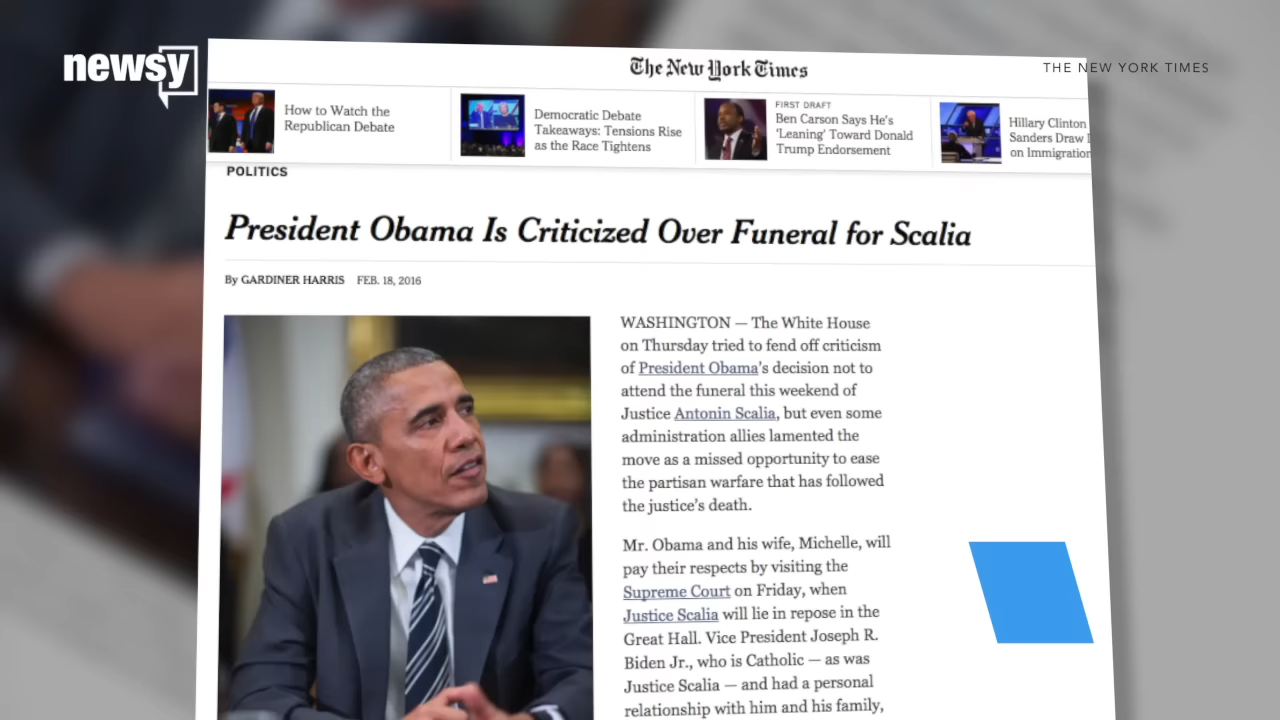 newsy
The New York Times
THE NEW YORK TIMES
How to Watch the
Republican Debate
Democratic Debate
Takeaways: Tensions Rise
as the Race Tightens
FIRST DRAFT
Ben Carson Says He's
‘Leaning’ Toward Donald
Trump Endorsement
Hillary Clinton
Sanders Draw
on Immigration
POLITICS
President Obama Is Criticized Over Funeral for Scalia
By GARDINER HARRIS FEB. 18, 2016
WASHINGTON — The White House
on Thursday tried to fend off criticism
of President Obama's decision not to
attend the funeral this weekend of
Justice Antonin Scalia, but even some
administration allies lamented the
move as a missed opportunity to ease
the partisan warfare that has followed
the justice's death.
Mr. Obama and his wife, Michelle, will
pay their respects by visiting the
Supreme Court on Friday, when
Justice Scalia will lie in repose in the
Great Hall. Vice President Joseph R.
Biden Jr., who is Catholic — as was
Justice Scalia — and had a personal
relationship with him and his family,